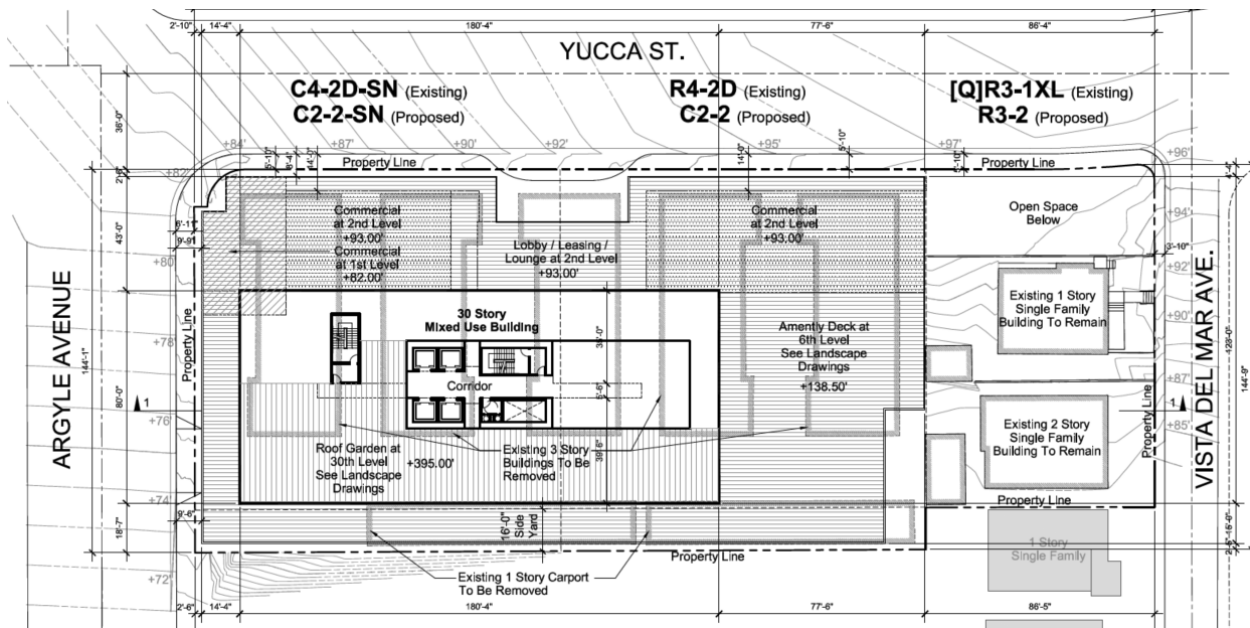 2'-10"
14'-4"
180'-4"
77'-6"
86'-4"
YUCCA ST.
C4-2D-SN (Existing)
C2-2-SN (Proposed)
R4-2D (Existing)
C2-2 (Proposed)
[Q]R3-1XL (Existing)
R3-2 (Proposed)
36'-0"
+84'
+87'
+90'
+92'
+95'
+97'
+96'
5'-10"
14'-0"
14'-0"
5'-10"
Property Line
Property Line
+82'
Commercial
at 2nd Level
+93.00'
Commercial
at 1st Level
+82.00'
Lobby / Leasing /
Lounge at 2nd Level
+93.00'
Commercial
at 2nd Level
+93.00'
Open Space
Below
+94'
6'-11"
43'-0"
+80'
3'-10"
+92'
ARGYLE AVENUE
Property Line
144'-1"
80'-0"
+78'
+76'
1
30 Story
Mixed Use Building
Corridor
Amently Deck at
6th Level
See Landscape
Drawings
+138.50'
Existing 1 Story
Single Family
Building To Remain
+90'
+87'
+85'
1
VISTA DEL MAR AVE.
144'-9"
Property Line
Existing 2 Story
Single Family
Building To Remain
Roof Garden at
30th Level
See Landscape
Drawings
+395.00'
Existing 3 Story
Buildings To Be
Removed
39'-6"
+74'
9'-6"
18'-7"
16'-0"
Side
Yard
Property Line
Property Line
1 Story
Single Family
+72'
Existing 1 Story Carport
To Be Removed
2'-6"
14'-4"
180'-4"
77'-6"
86'-5"